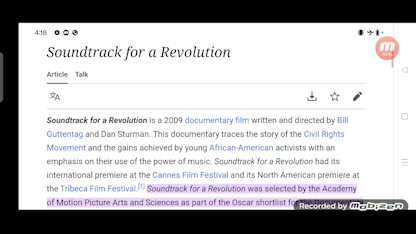 4:18
Soundtrack for a Revolution
Article Talk
Soundtrack for a Revolution is a 2009 documentary film written and directed by Bill
Guttentag and Dan Sturman. This documentary traces the story of the Civil Rights
Movement and the gains achieved by young African-American activists with an
emphasis on their use of the power of music. Soundtrack for a Revolution had its
international premiere at the Cannes Film Festival and its North American premiere at
the Tribeca Film Festival.[1] Soundtrack for a Revolution was selected by the Academy
of Motion Picture Arts and Sciences as part of the Oscar shortlist for
Recorded by MOBIZEN